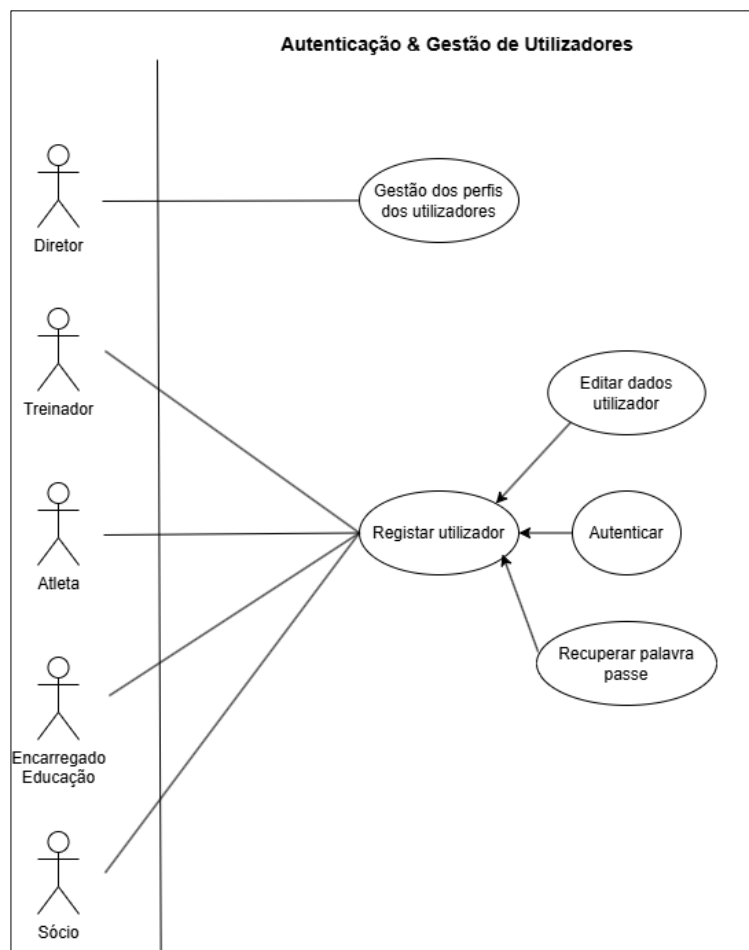 Autenticação & Gestão de Utilizadores
Gestão dos perfis
dos utilizadores
Diretor
Treinador
Editar dados
utilizador
Registar utilizador
Autenticar
Atleta
Recuperar palavra
passe
Encarregado
Educação
Sócio